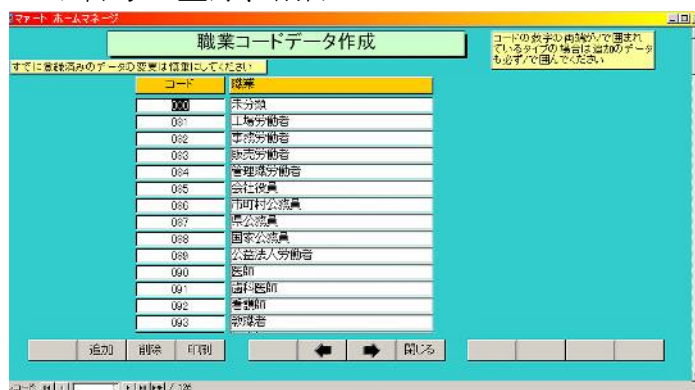 マァート ホームマネージ
職業コードデータ作成
コードの数字の両端が/で囲まれ
ているタイプの場合は追加のデータ
も必ず/で囲んでください
すでに登録済みのデータの変更は慎重にしてください
コード 職業
080 未分類
081 工場労働者
082 事務労働者
083 販売労働者
084 管理職労働者
085 会社役員
086 市町村公務員
087 県公務員
088 国家公務員
089 公益法人労働者
090 医師
091 歯科医師
092 看護師
093 教職者
追加 削除 印刷 閉じる
/ 126